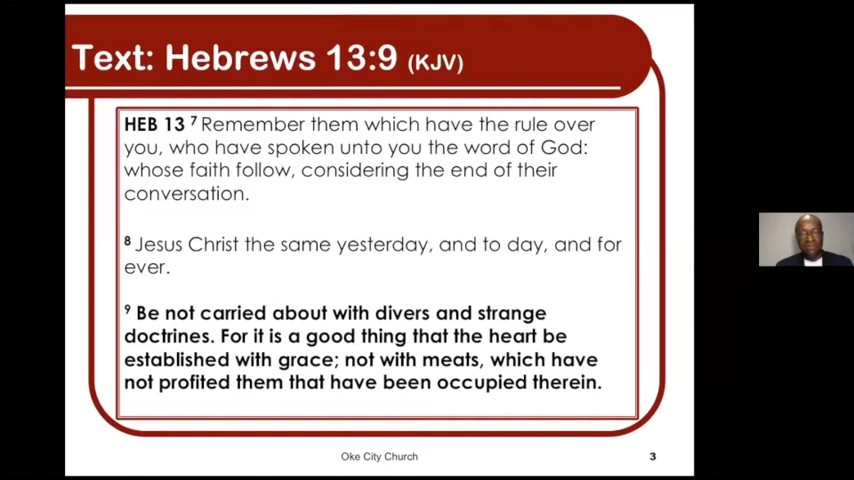 Text: Hebrews 13:9 (KJV)
HEB 13 7 Remember them which have the rule over
you, who have spoken unto you the word of God:
whose faith follow, considering the end of their
conversation.
8 Jesus Christ the same yesterday, and to day, and for
ever.
9 Be not carried about with divers and strange
doctrines. For it is a good thing that the heart be
established with grace; not with meats, which have
not profited them that have been occupied therein.
Oke City Church
3